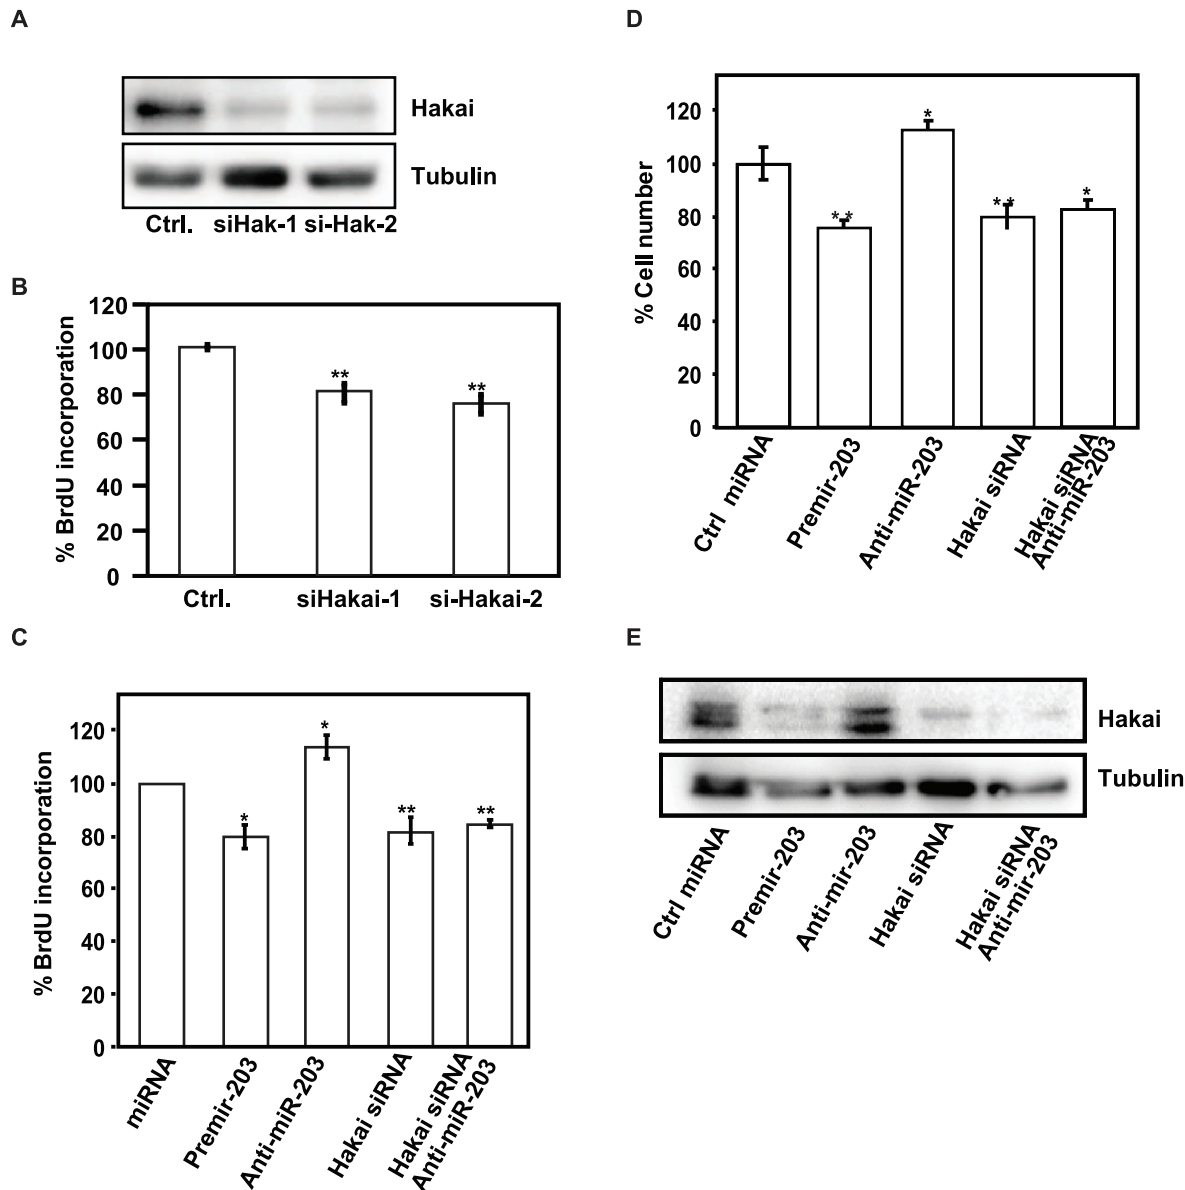 A
Hakai
Tubulin
Ctrl. siHak-1 si-Hak-2
B
% BrdU incorporation
120
100
80
60
40
20
0
**
**
Ctrl. siHakai-1 si-Hakai-2
C
% BrdU incorporation
120
100
80
60
40
20
0
*
*
**
**
miRNA
Premir-203
Anti-miR-203
Hakai siRNA
Hakai siRNA
Anti-miR-203
D
% Cell number
120
100
80
60
40
20
0
**
*
**
*
Ctrl miRNA
Premir-203
Anti-miR-203
Hakai siRNA
Hakai siRNA
Anti-miR-203
E
Hakai
Tubulin
Ctrl miRNA
Premir-203
Anti-mir-203
Hakai siRNA
Hakai siRNA
Anti-mir-203